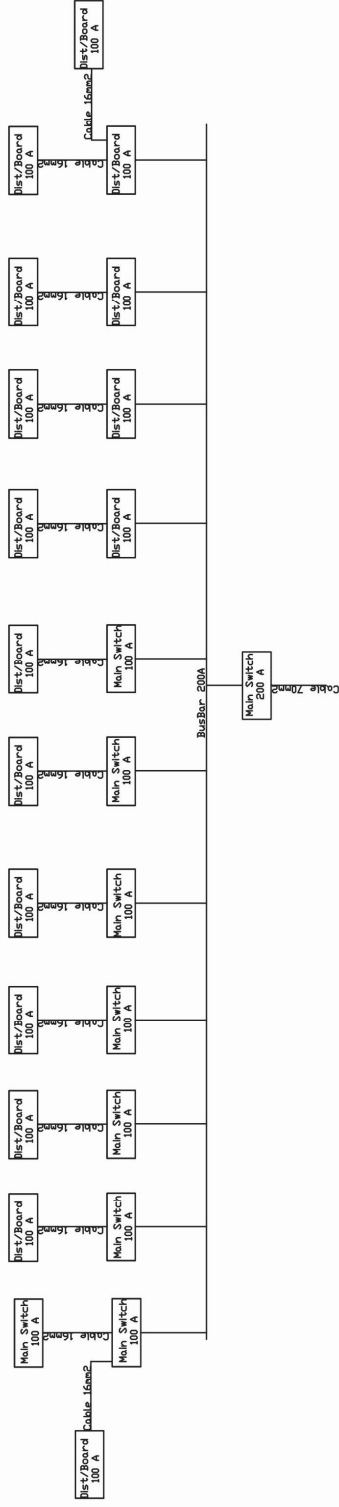 Main Switch
100 A
Dist/Board
100 A
Dist/Board
100 A
Dist/Board
100 A
Dist/Board
100 A
Dist/Board
100 A
Dist/Board
100 A
Dist/Board
100 A
Dist/Board
100 A
Dist/Board
100 A
Dist/Board
100 A
Cable 16mm2
Cable 16mm2
Cable 16mm2
Cable 16mm2
Cable 16mm2
Cable 16mm2
Cable 16mm2
Cable 16mm2
Cable 16mm2
Cable 16mm2
Cable 16mm2
Dist/Board
100 A
Cable 16mm2
Cable 16mm2
Dist/Board
100 A
Main Switch
100 A
Main Switch
100 A
Main Switch
100 A
Main Switch
100 A
Main Switch
100 A
Main Switch
100 A
Main Switch
100 A
Dist/Board
100 A
Dist/Board
100 A
Dist/Board
100 A
Dist/Board
100 A
BusBar 200A
Main Switch
200 A
Cable 70mm2